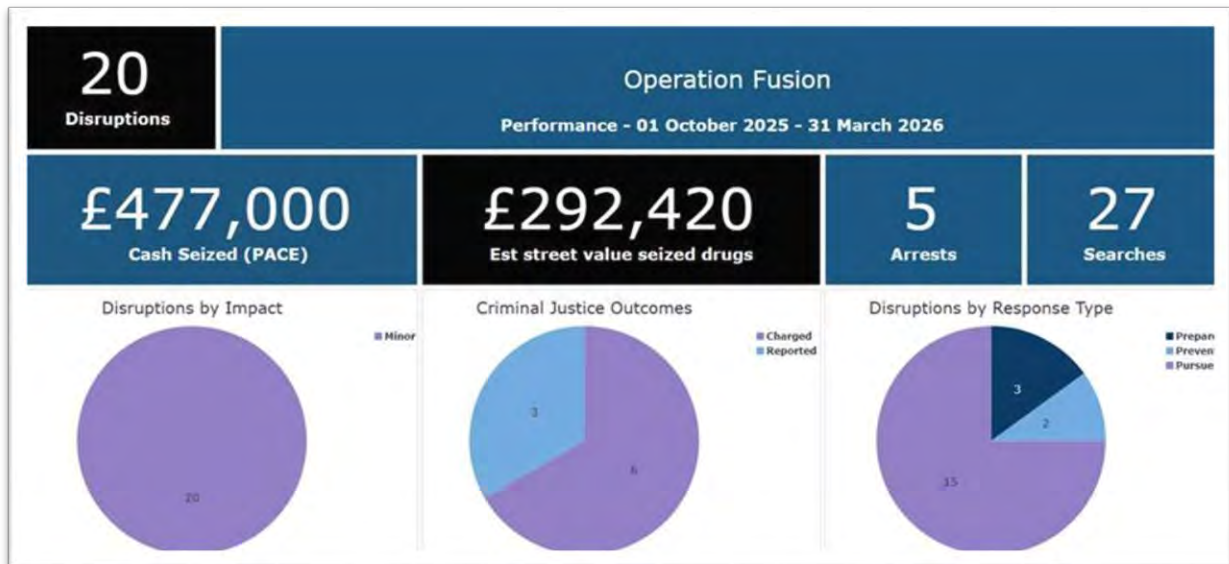 20
Disruptions
Operation Fusion
Performance - 01 October 2025 - 31 March 2026
£477,000
Cash Seized (PACE)
£292,420
Est street value seized drugs
5
Arrests
27
Searches
Disruptions by Impact
Minor
20
Criminal Justice Outcomes
Charged
Reported
3
6
Disruptions by Response Type
Prepar
Preven
Pursue
3
2
15